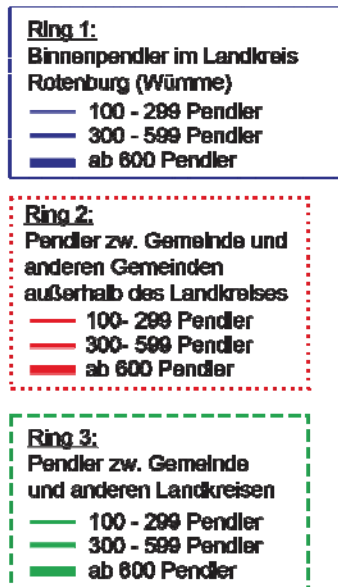 Ring 1:
Binnenpendler im Landkreis
Rotenburg (Wümme)
100 - 299 Pendler
300 - 599 Pendler
ab 600 Pendler
Ring 2:
Pendler zw. Gemeinde und
anderen Gemeinden
außerhalb des Landkreises
100- 299 Pendler
300- 599 Pendler
ab 600 Pendler
Ring 3:
Pendler zw. Gemeinde
und anderen Landkreisen
100 - 299 Pendler
300 - 599 Pendler
ab 600 Pendler